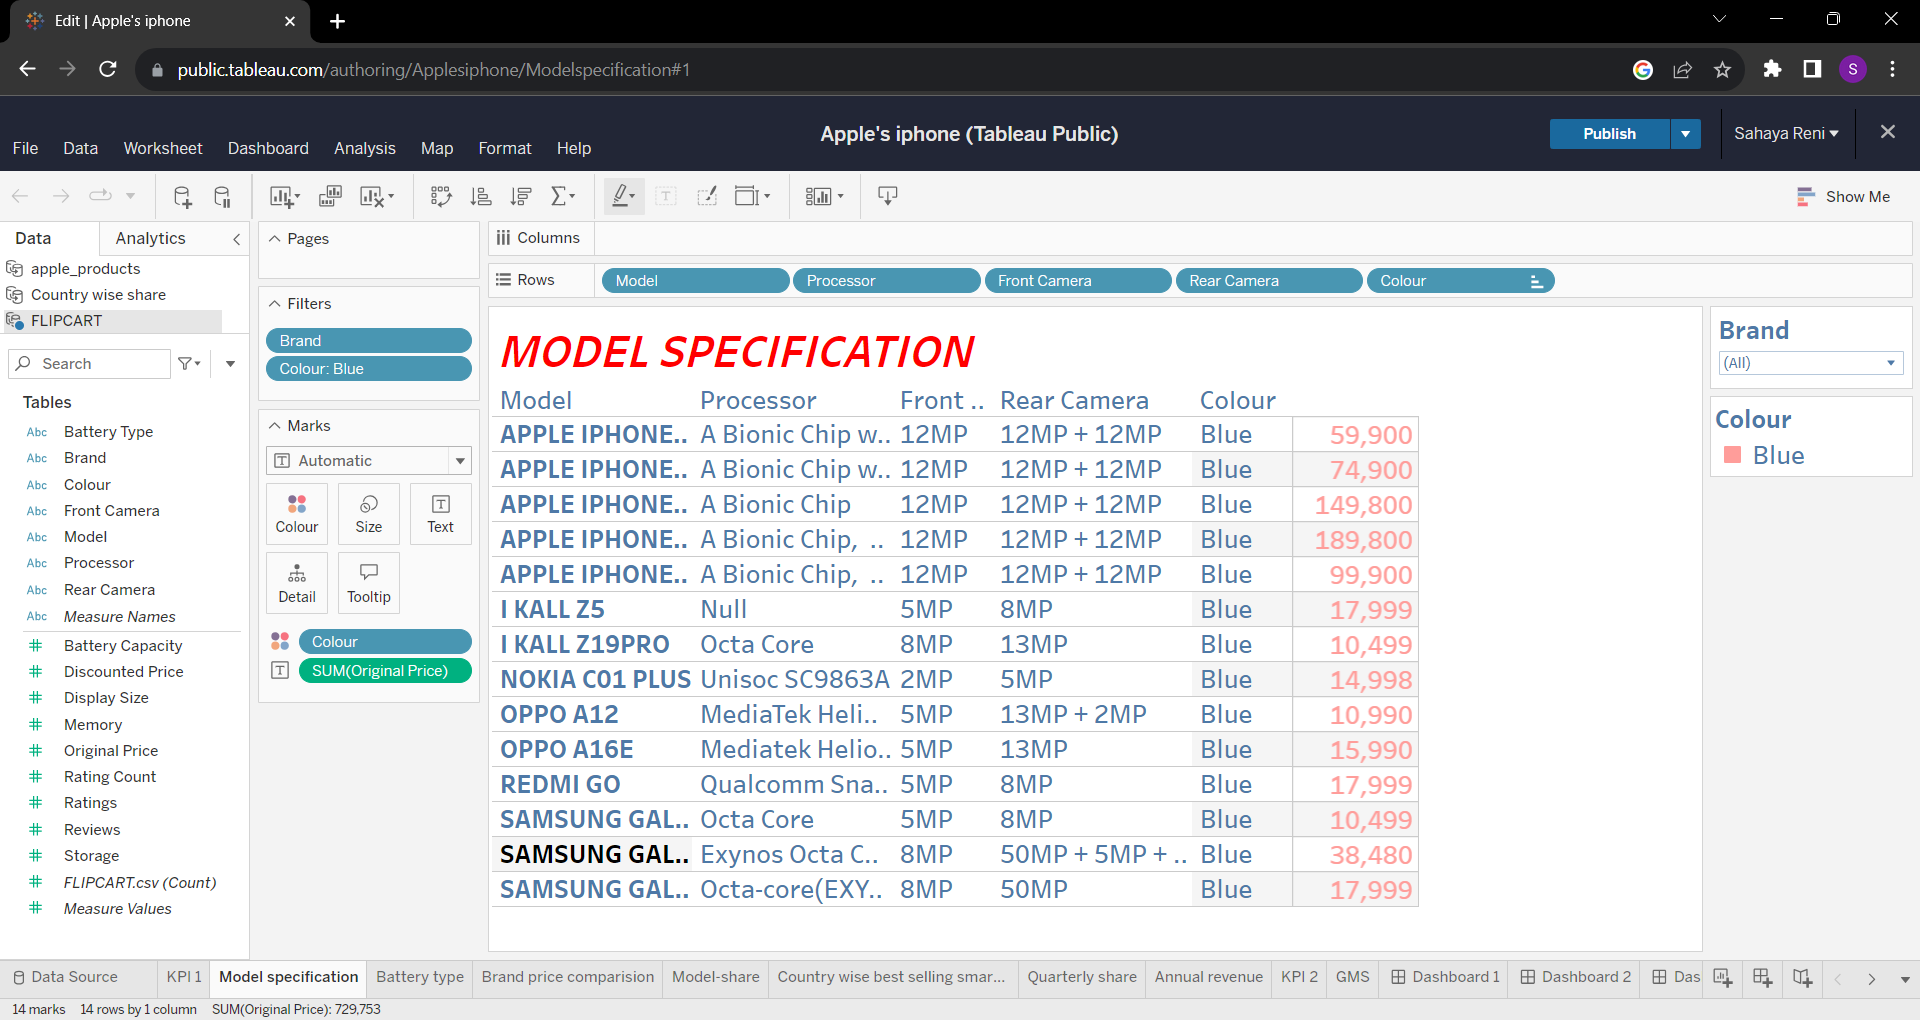 Edit | Apple's iphone
public.tableau.com/authoring/Applesiphone/Modelspecification#1
S
File Data Worksheet Dashboard Analysis Map Format Help
Apple's iphone (Tableau Public)
Publish
Sahaya Reni
Show Me
Data Analytics
apple_products
Country wise share
FLIPCART
Search
Tables
Abc Battery Type
Abc Brand
Abc Colour
Abc Front Camera
Abc Model
Abc Processor
Abc Rear Camera
Abc Measure Names
Battery Capacity
Discounted Price
Display Size
Memory
Original Price
Rating Count
Ratings
Reviews
Storage
FLIPCART.csv (Count)
Measure Values
Pages
Filters
Brand
Colour: Blue
Marks
Automatic
Colour Size Text
Detail Tooltip
Colour
SUM(Original Price)
Columns
Rows Model Processor Front Camera Rear Camera Colour
MODEL SPECIFICATION
Model Processor Front .. Rear Camera Colour
APPLE IPHONE.. A Bionic Chip w.. 12MP 12MP + 12MP Blue 59,900
APPLE IPHONE.. A Bionic Chip w.. 12MP 12MP + 12MP Blue 74,900
APPLE IPHONE.. A Bionic Chip 12MP 12MP + 12MP Blue 149,800
APPLE IPHONE.. A Bionic Chip, .. 12MP 12MP + 12MP Blue 189,800
APPLE IPHONE.. A Bionic Chip, .. 12MP 12MP + 12MP Blue 99,900
I KALL Z5 Null 5MP 8MP Blue 17,999
I KALL Z19PRO Octa Core 8MP 13MP Blue 10,499
NOKIA C01 PLUS Unisoc SC9863A 2MP 5MP Blue 14,998
OPPO A12 MediaTek Heli.. 5MP 13MP + 2MP Blue 10,990
OPPO A16E Mediatek Helio.. 5MP 13MP Blue 15,990
REDMI GO Qualcomm Sna.. 5MP 8MP Blue 17,999
SAMSUNG GAL.. Octa Core 5MP 8MP Blue 10,499
SAMSUNG GAL.. Exynos Octa C.. 8MP 50MP + 5MP + .. Blue 38,480
SAMSUNG GAL.. Octa-core(EXY.. 8MP 50MP Blue 17,999
Brand
(All)
Colour
Blue
Data Source KPI 1 Model specification Battery type Brand price comparision Model-share Country wise best selling smar... Quarterly share Annual revenue KPI 2 GMS Dashboard 1 Dashboard 2 Das
14 marks 14 rows by 1 column SUM(Original Price): 729,753